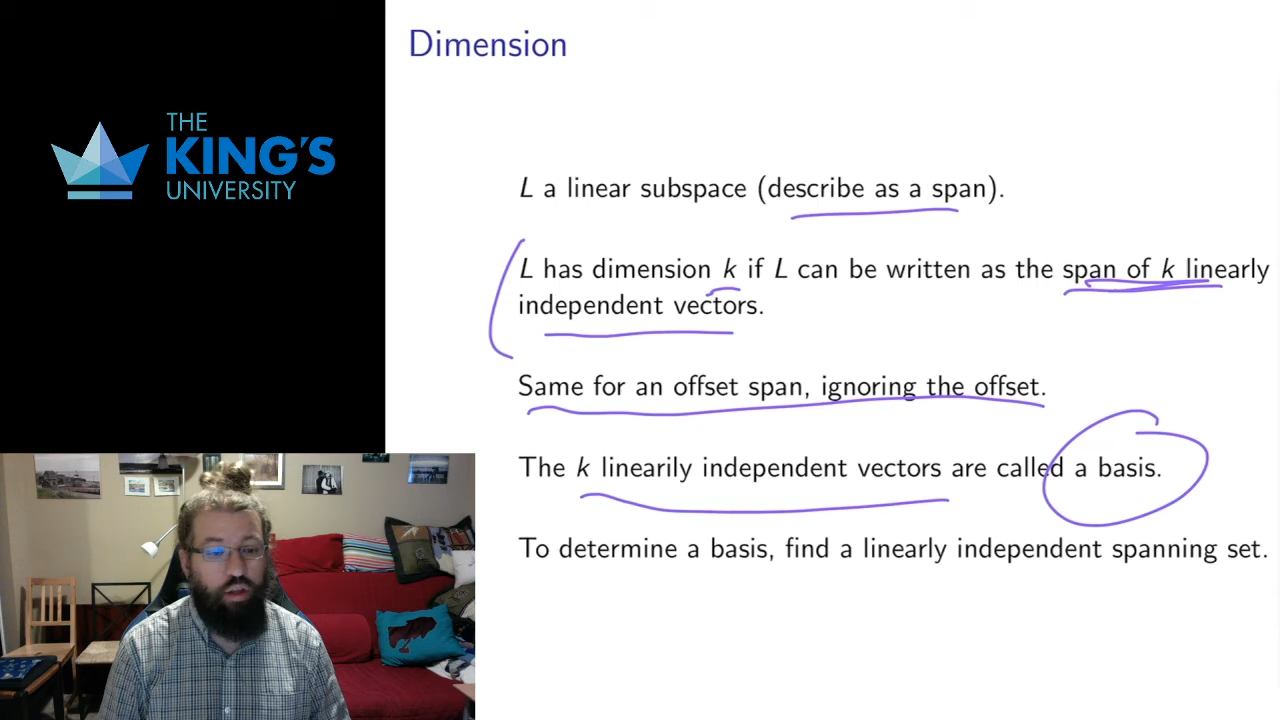 THE
KING'S
UNIVERSITY
Dimension
L a linear subspace (describe as a span).
L has dimension k if L can be written as the span of k linearly
independent vectors.
Same for an offset span, ignoring the offset.
The k linearily independent vectors are called a basis.
To determine a basis, find a linearly independent spanning set.